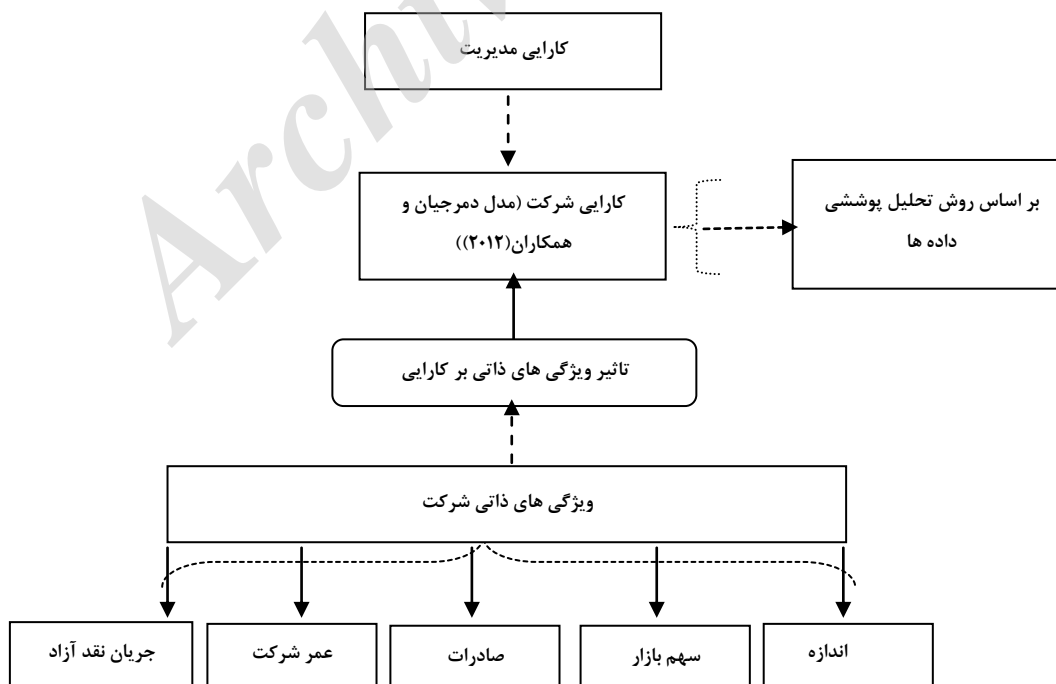 Archiv
کارایی مدیریت
کارایی شرکت (مدل دمرجیان و
همکاران(۲۰۱۲))
بر اساس روش تحلیل پوششی
داده ها
تاثیر ویژگی های ذاتی بر کارایی
ویژگی های ذاتی شرکت
اندازه
سهم بازار
صادرات
عمر شرکت
جریان نقد آزاد